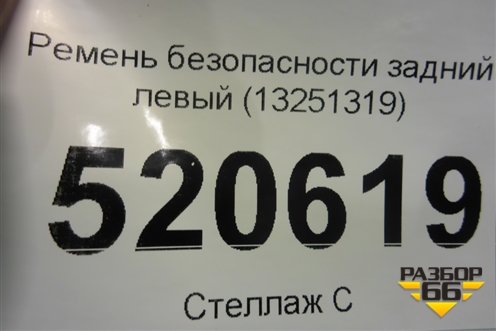 Ремень безопасности задний
левый (13251319)
520619
Стеллаж С
РАЗБОР
66